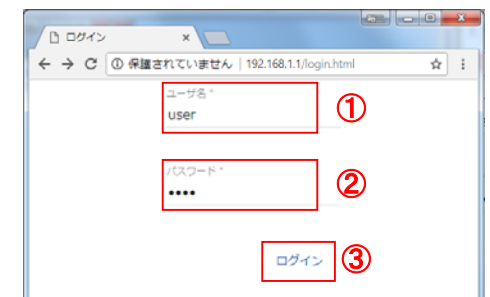 ログイン
保護されていません | 192.168.1.1/login.html
ユーザ名 *
user
①
パスワード *
••••
②
ログイン
③